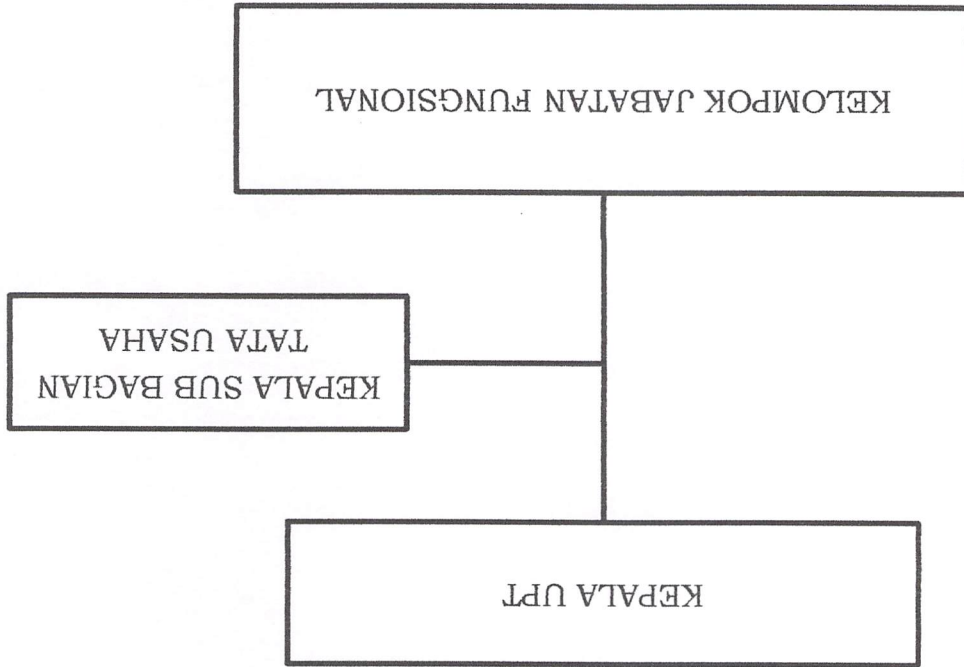 KEPALA UPT
KEPALA SUB BAGIAN
TATA USAHA
KELOMPOK JABATAN FUNGSIONAL